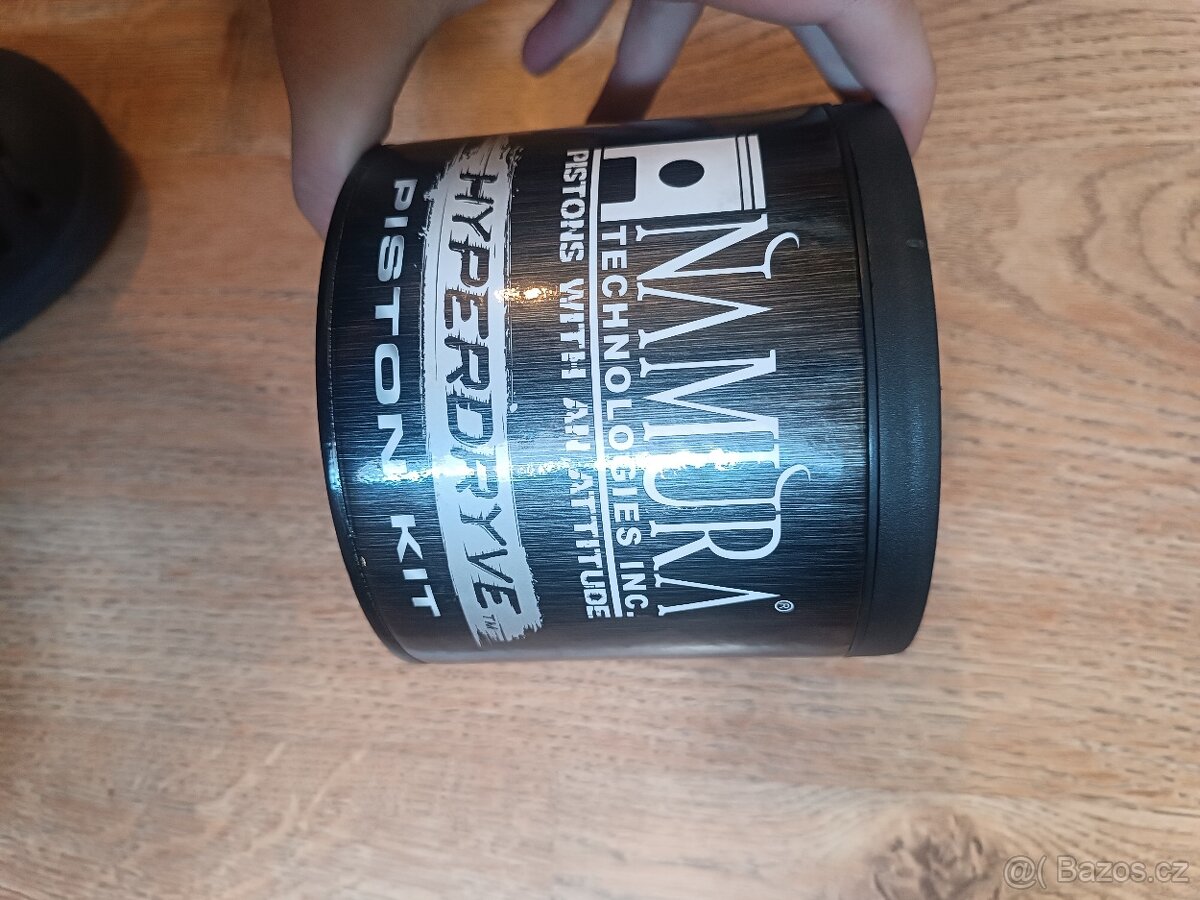 NAMURA®
TECHNOLOGIES INC.
PISTONS WITH AN ATTITUDE
HYPERDRYVE™
PISTON KIT
@( Bazos.cz